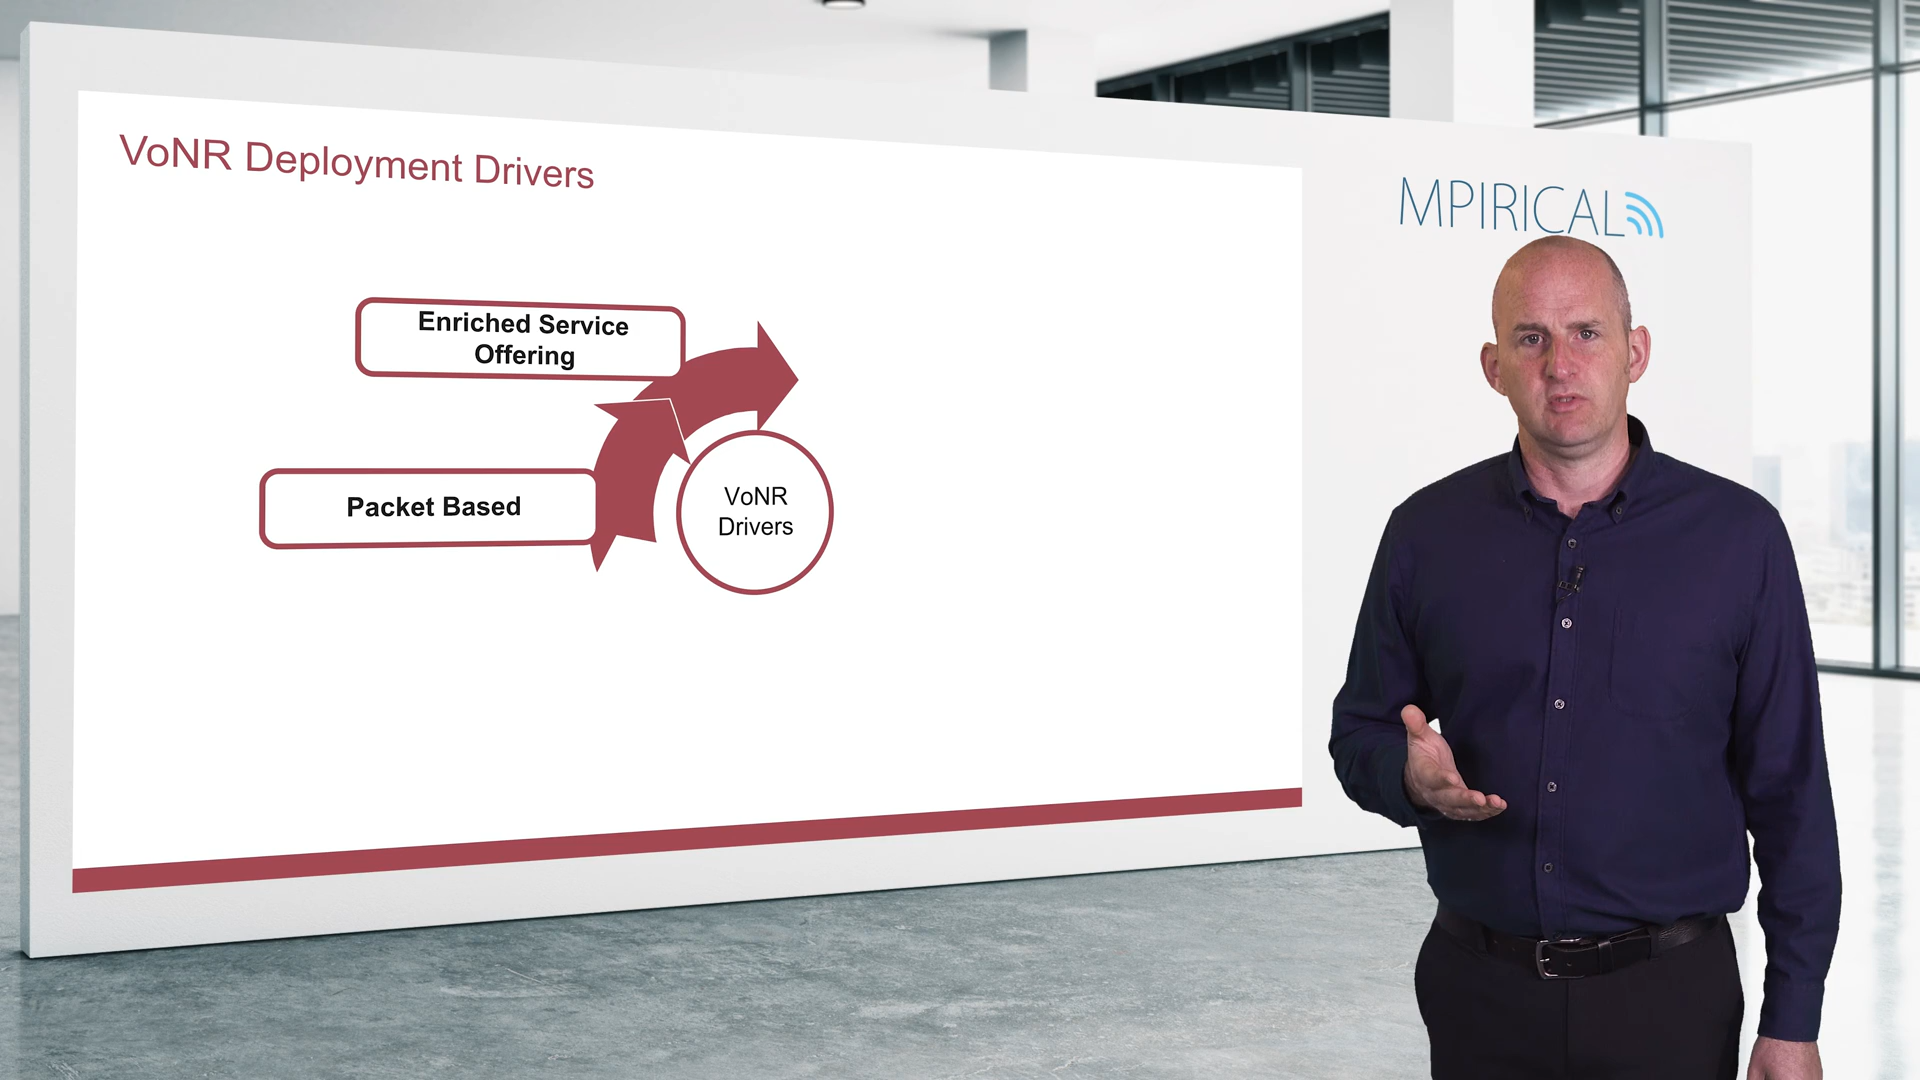 VoNR Deployment Drivers
MPIRICAL
Enriched Service
Offering
Packet Based
VoNR
Drivers